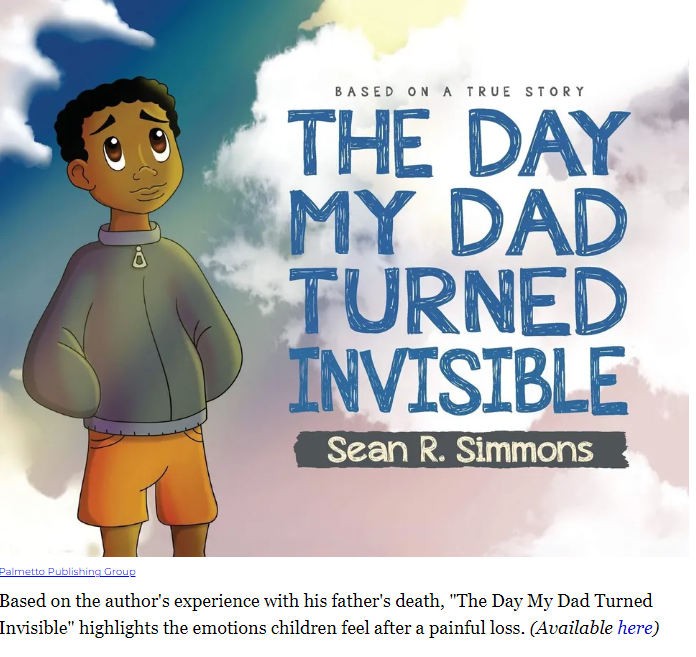 BASED ON A TRUE STORY
THE DAY
MY DAD
TURNED
INVISIBLE
Sean R. Simmons
Palmetto Publishing Group
Based on the author's experience with his father's death, "The Day My Dad Turned
Invisible" highlights the emotions children feel after a painful loss. (Available here)